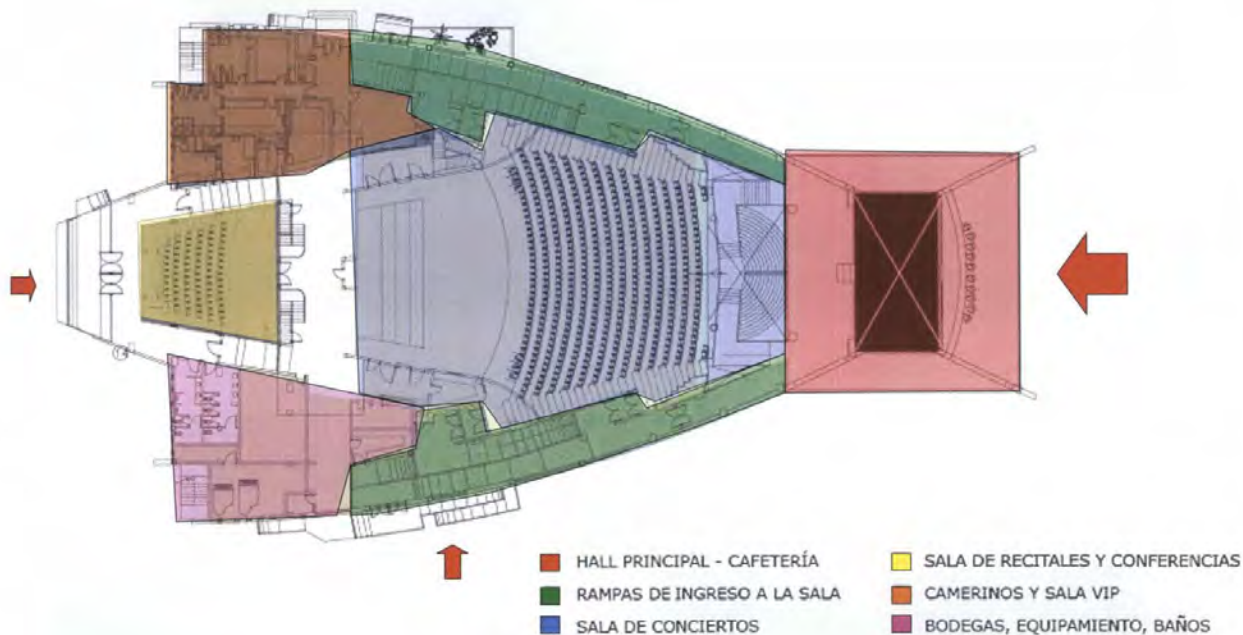 HALL PRINCIPAL - CAFETERÍA
RAMPAS DE INGRESO A LA SALA
SALA DE CONCIERTOS
SALA DE RECITALES Y CONFERENCIAS
CAMERINOS Y SALA VIP
BODEGAS, EQUIPAMIENTO, BAÑOS